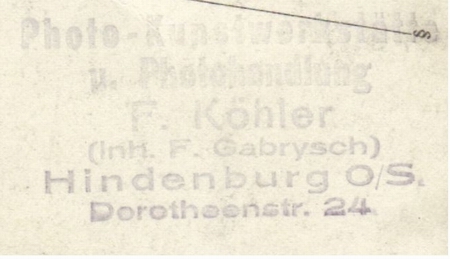 Photo-Kunstwerkstätte
u. Photohandlung
F. Köhler
(Inh. F. Gabrysch)
Hindenburg O/S.
Dorotheenstr. 24.